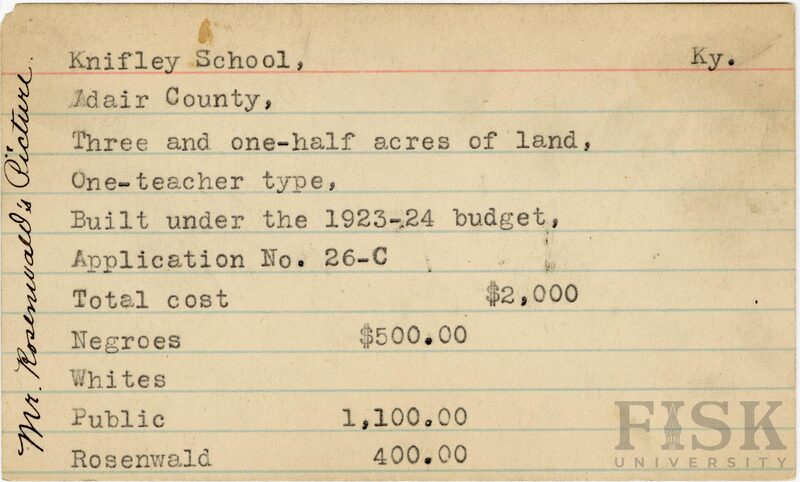 Knifley School, Ky.
Adair County,
Three and one-half acres of land,
One-teacher type,
Built under the 1923-24 budget,
Application No. 26-C
Total cost $2,000
Negroes $500.00
Whites
Public 1,100.00
Rosenwald 400.00
Mr. Rosenwald's Picture.
FISK
UNIVERSITY